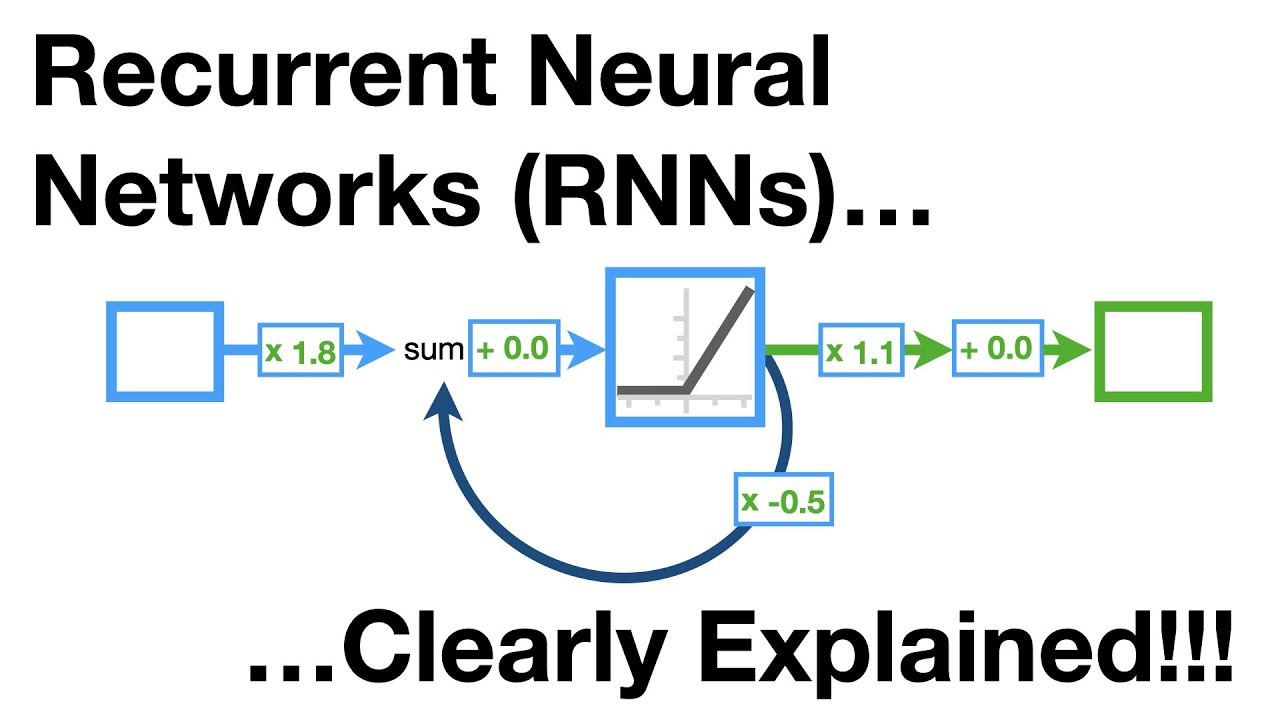 Recurrent Neural
Networks (RNNs)…
x 1.8
sum
+ 0.0
x 1.1
+ 0.0
x -0.5
…Clearly Explained!!!